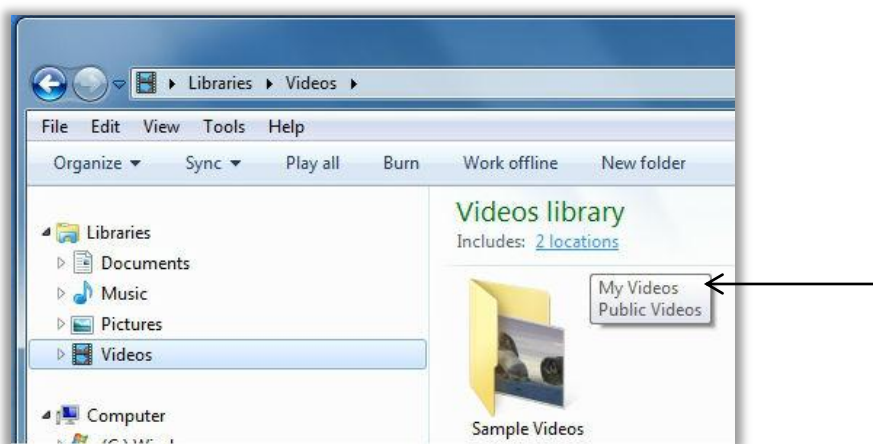 Libraries Videos
File Edit View Tools Help
Organize Sync Play all Burn Work offline New folder
Libraries
Documents
Music
Pictures
Videos
Computer
Videos library
Includes: 2 locations
My Videos
Public Videos
Sample Videos